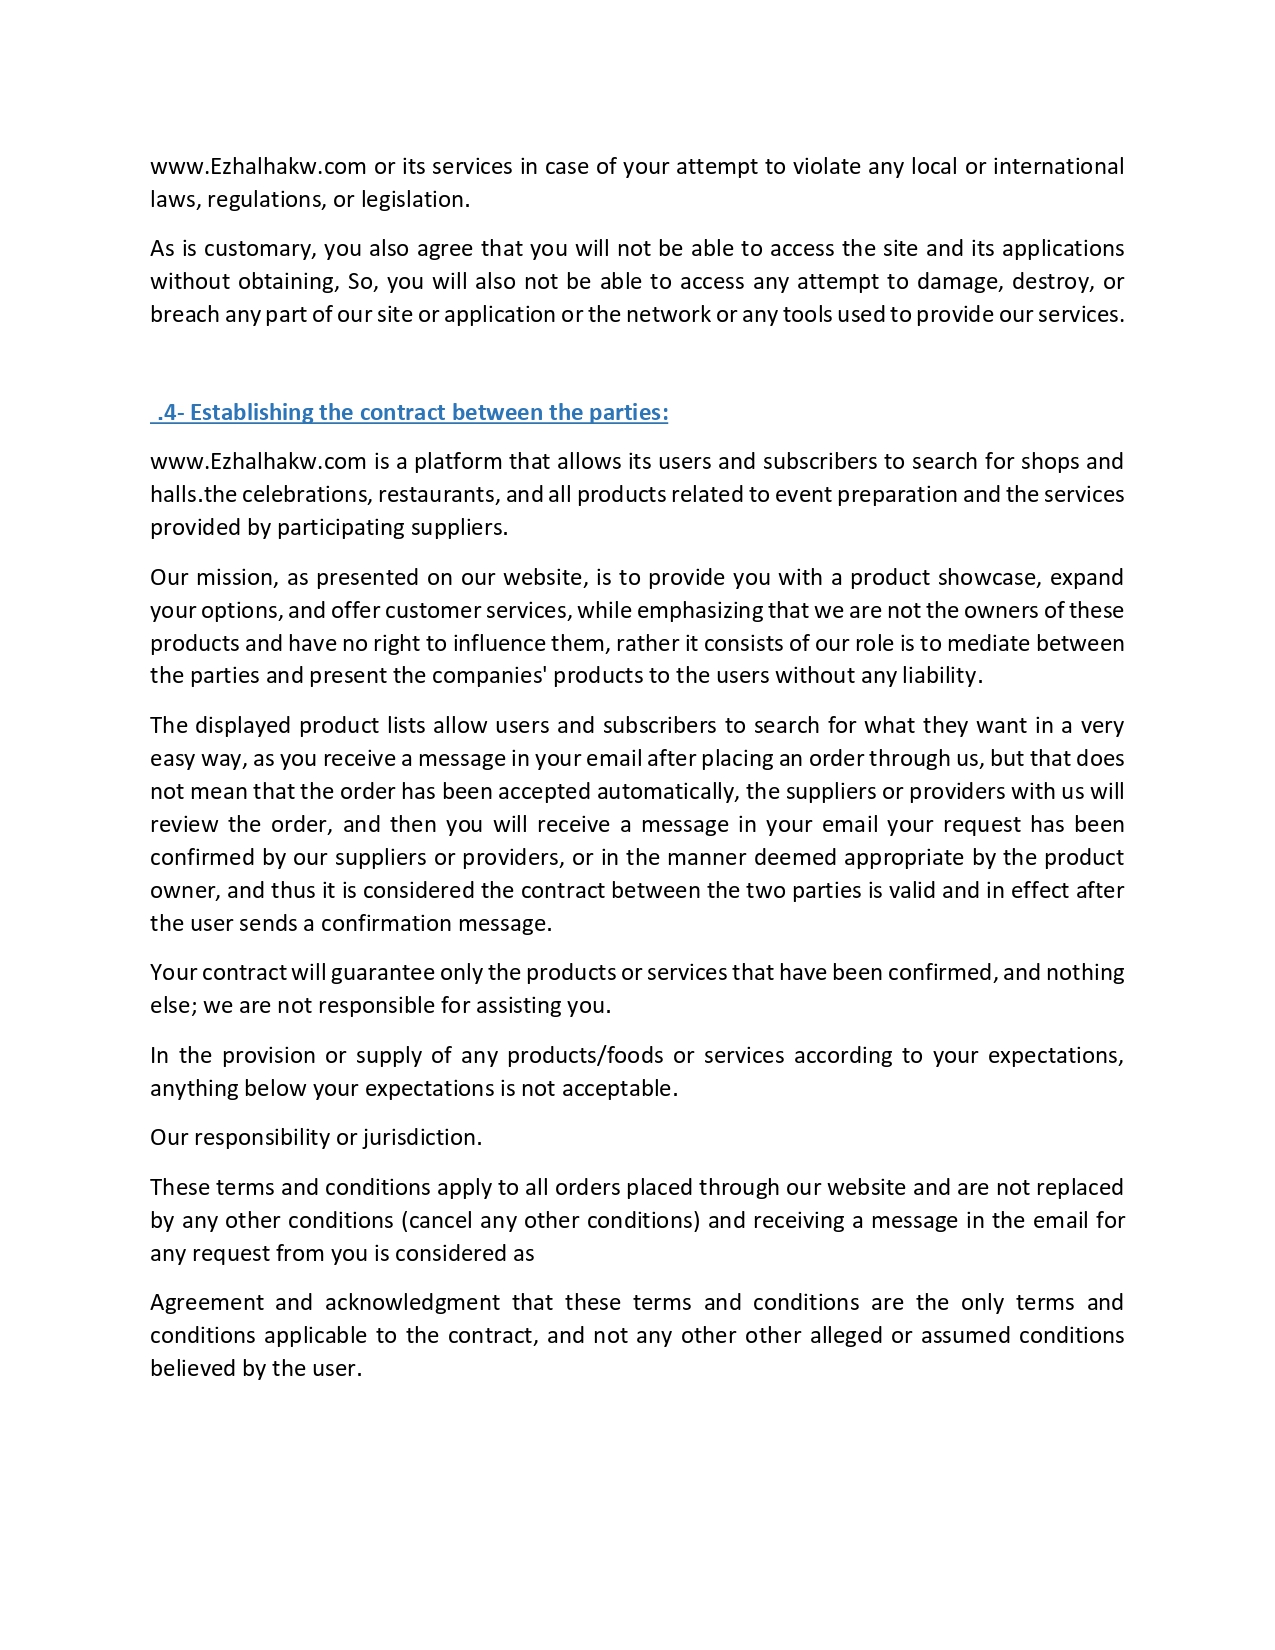 www.Ezhalhakw.com or its services in case of your attempt to violate any local or international
laws, regulations, or legislation.
As is customary, you also agree that you will not be able to access the site and its applications
without obtaining, So, you will also not be able to access any attempt to damage, destroy, or
breach any part of our site or application or the network or any tools used to provide our services.
.4- Establishing the contract between the parties:
www.Ezhalhakw.com is a platform that allows its users and subscribers to search for shops and
halls.the celebrations, restaurants, and all products related to event preparation and the services
provided by participating suppliers.
Our mission, as presented on our website, is to provide you with a product showcase, expand
your options, and offer customer services, while emphasizing that we are not the owners of these
products and have no right to influence them, rather it consists of our role is to mediate between
the parties and present the companies' products to the users without any liability.
The displayed product lists allow users and subscribers to search for what they want in a very
easy way, as you receive a message in your email after placing an order through us, but that does
not mean that the order has been accepted automatically, the suppliers or providers with us will
review the order, and then you will receive a message in your email your request has been
confirmed by our suppliers or providers, or in the manner deemed appropriate by the product
owner, and thus it is considered the contract between the two parties is valid and in effect after
the user sends a confirmation message.
Your contract will guarantee only the products or services that have been confirmed, and nothing
else; we are not responsible for assisting you.
In the provision or supply of any products/foods or services according to your expectations,
anything below your expectations is not acceptable.
Our responsibility or jurisdiction.
These terms and conditions apply to all orders placed through our website and are not replaced
by any other conditions (cancel any other conditions) and receiving a message in the email for
any request from you is considered as
Agreement and acknowledgment that these terms and conditions are the only terms and
conditions applicable to the contract, and not any other other alleged or assumed conditions
believed by the user.